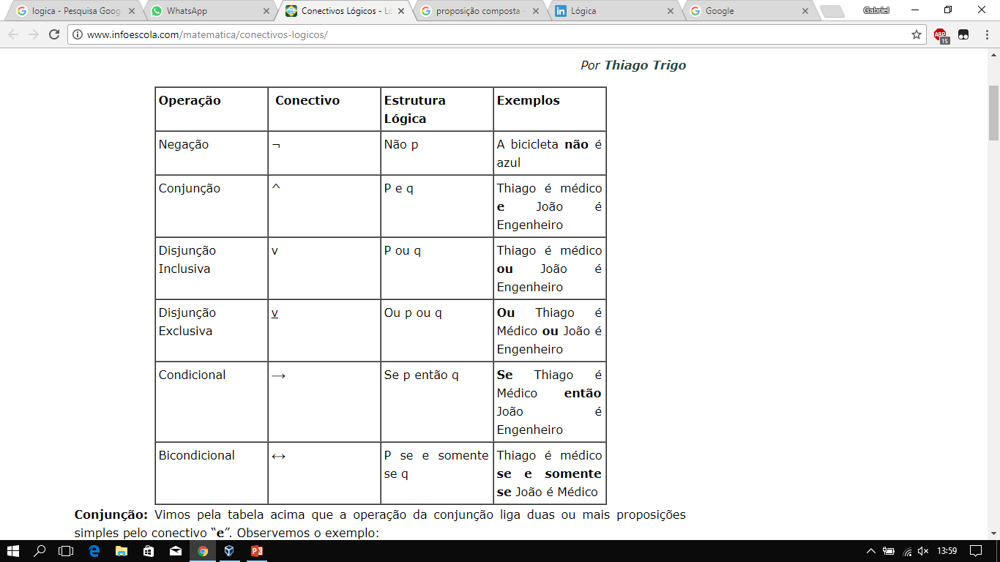 logica - Pesquisa Goog
WhatsApp
Conectivos Lógicos - Ló
proposição composta -
Lógica
Google
Gabriel
www.infoescola.com/matematica/conectivos-logicos/
ABP
15
Por Thiago Trigo
Operação
Conectivo
Estrutura
Lógica
Exemplos
Negação
¬
Não p
A bicicleta não é
azul
Conjunção
^
P e q
Thiago é médico
e João é
Engenheiro
Disjunção
Inclusiva
v
P ou q
Thiago é médico
ou João é
Engenheiro
Disjunção
Exclusiva
v
Ou p ou q
Ou Thiago é
Médico ou João é
Engenheiro
Condicional
→
Se p então q
Se Thiago é
Médico então
João é
Engenheiro
Bicondicional
↔
P se e somente
se q
Thiago é médico
se e somente
se João é Médico
Conjunção: Vimos pela tabela acima que a operação da conjunção liga duas ou mais proposições
simples pelo conectivo “e”. Observemos o exemplo:
13:59